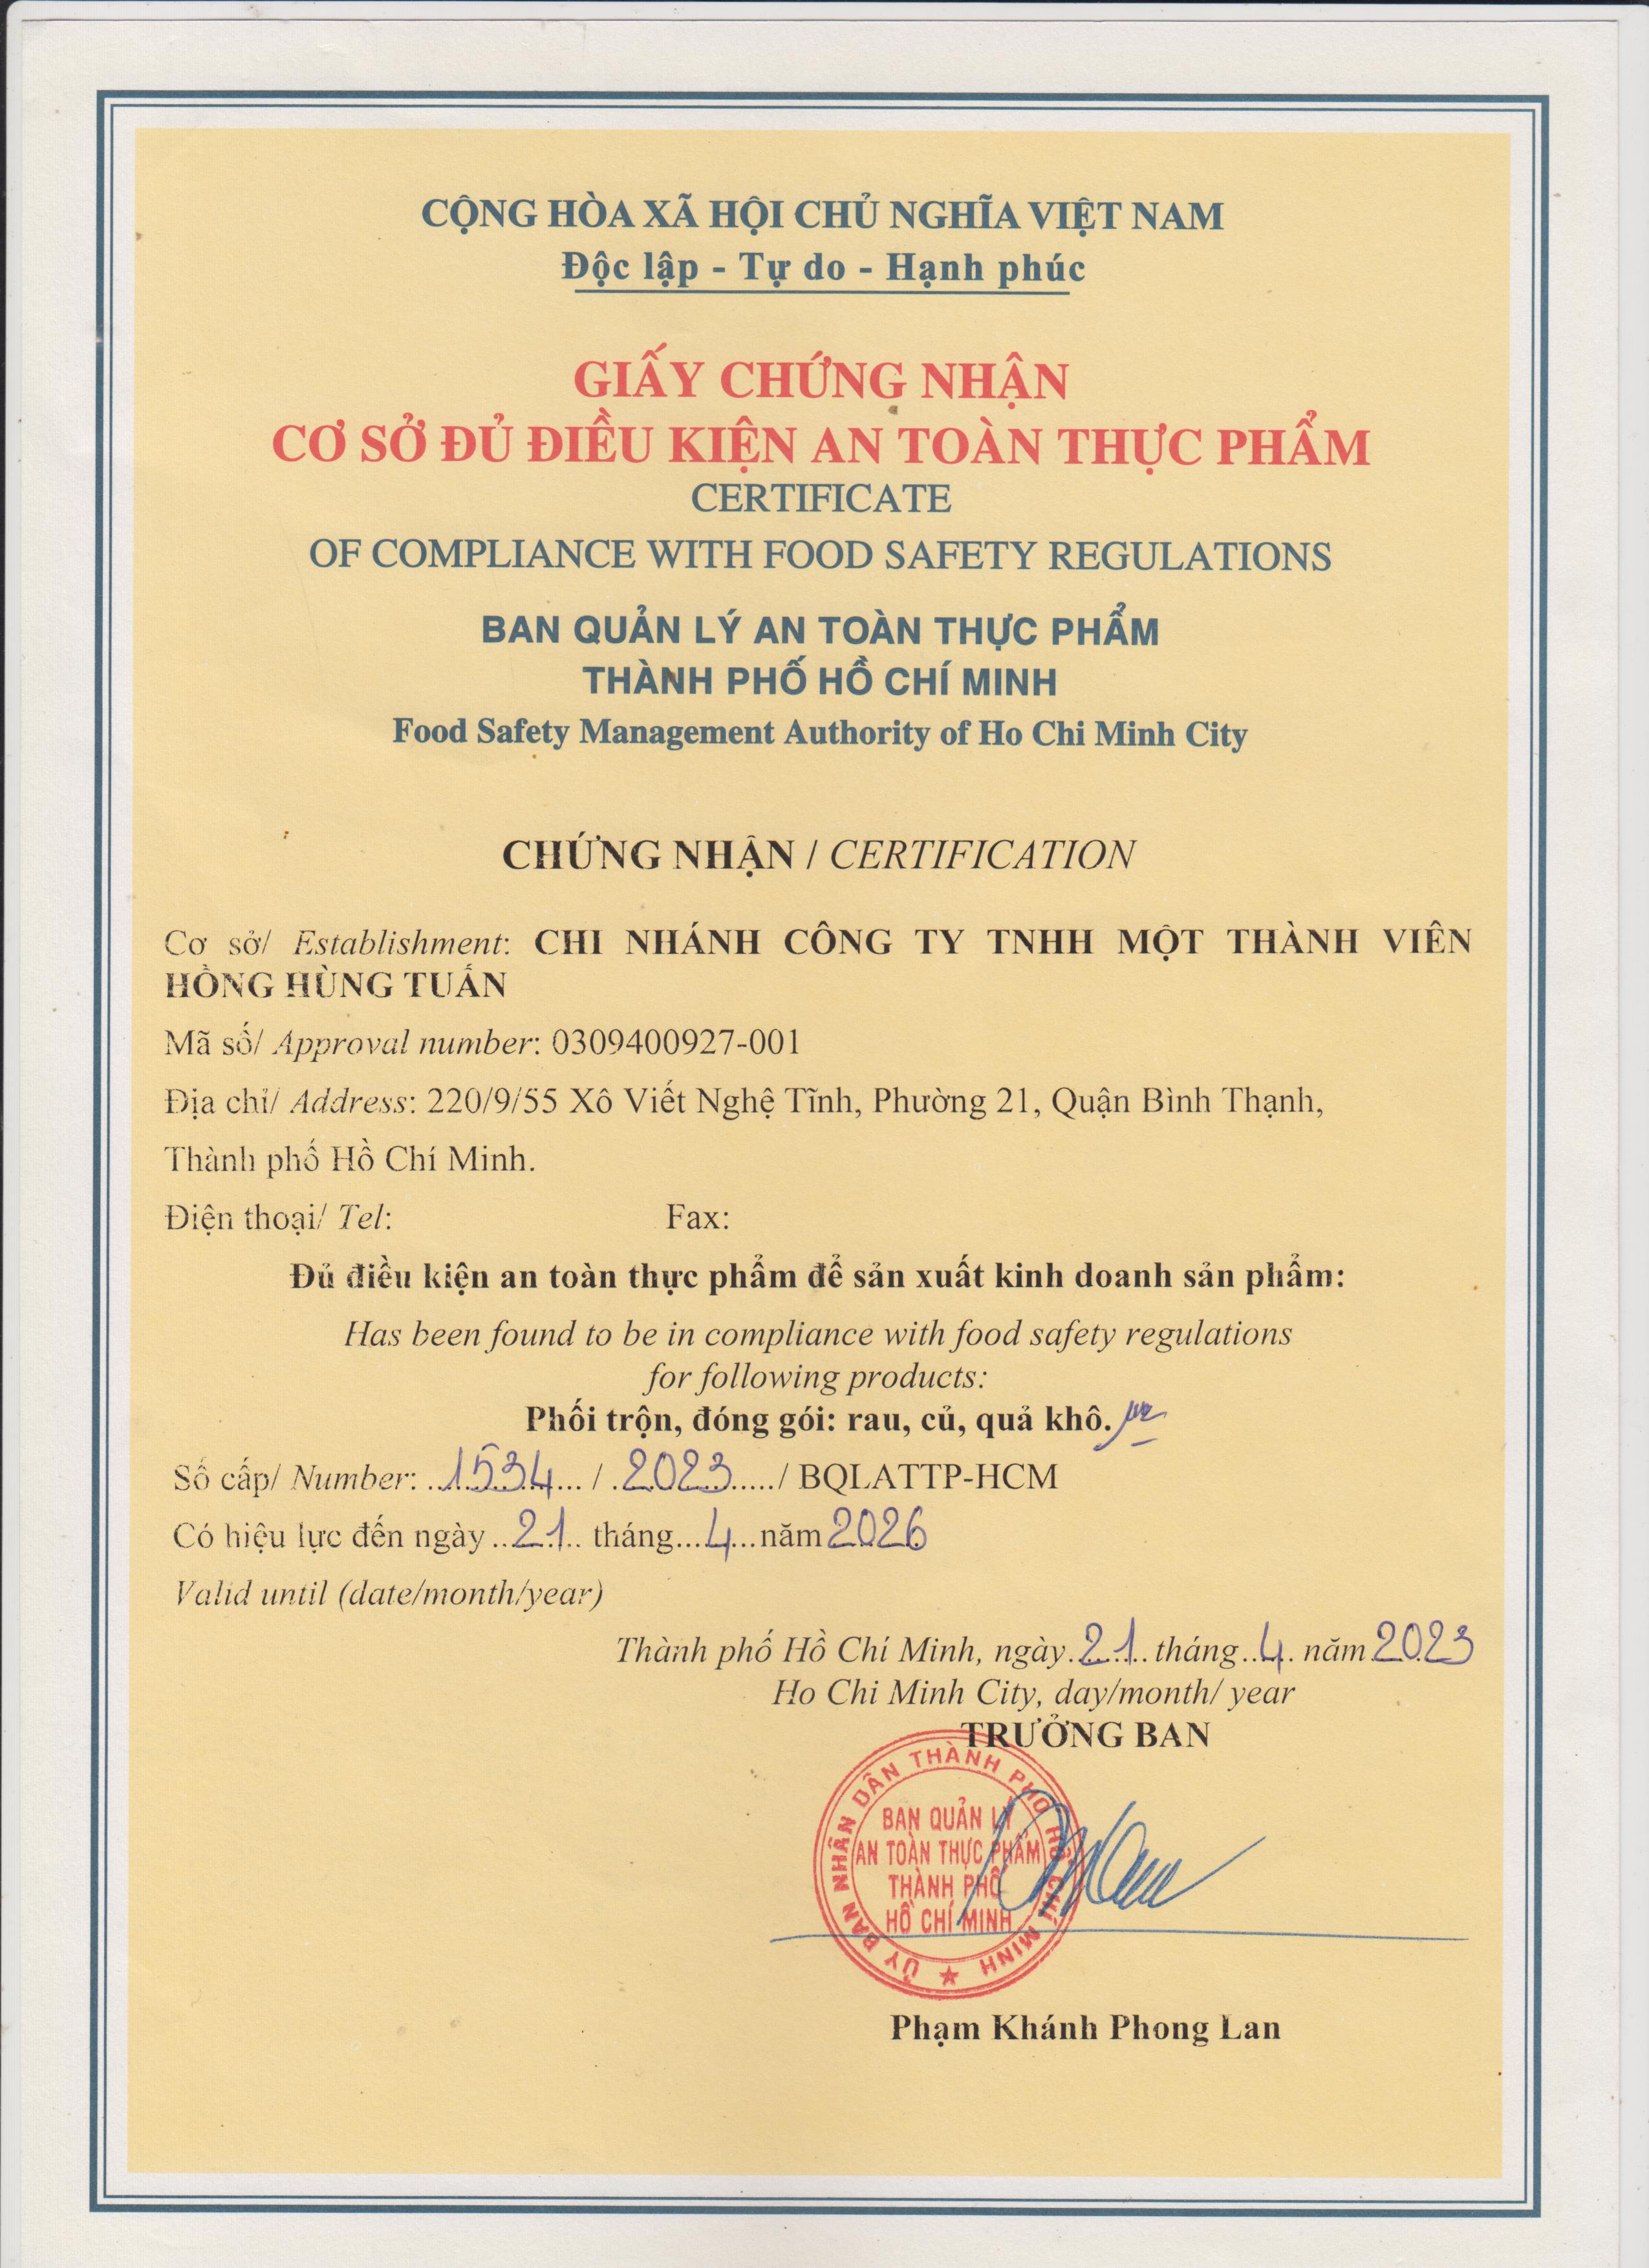 CỘNG HÒA XÃ HỘI CHỦ NGHĨA VIỆT NAM
Độc lập - Tự do - Hạnh phúc
GIẤY CHỨNG NHẬN
CƠ SỞ ĐỦ ĐIỀU KIỆN AN TOÀN THỰC PHẨM
CERTIFICATE
OF COMPLIANCE WITH FOOD SAFETY REGULATIONS
BAN QUẢN LÝ AN TOÀN THỰC PHẨM
THÀNH PHỐ HỒ CHÍ MINH
Food Safety Management Authority of Ho Chi Minh City
CHỨNG NHẬN / CERTIFICATION
Cơ sở/ Establishment: CHI NHÁNH CÔNG TY TNHH MỘT THÀNH VIÊN
HỒNG HÙNG TUẤN
Mã số/ Approval number: 0309400927-001
Địa chỉ/ Address: 220/9/55 Xô Viết Nghệ Tĩnh, Phường 21, Quận Bình Thạnh,
Thành phố Hồ Chí Minh.
Điện thoại/ Tel: Fax:
Đủ điều kiện an toàn thực phẩm để sản xuất kinh doanh sản phẩm:
Has been found to be in compliance with food safety regulations
for following products:
Phối trộn, đóng gói: rau, củ, quả khô.
Số cấp/ Number: ..1534... / .2023...../ BQLATTP-HCM
Có hiệu lực đến ngày ..21.. tháng...4...năm 2026
Valid until (date/month/year)
Thành phố Hồ Chí Minh, ngày..21.. tháng..4.. năm 2023
Ho Chi Minh City, day/month/ year
TRƯỞNG BAN
ỦY BAN NHÂN DÂN THÀNH PHỐ HỒ CHÍ MINH
BAN QUẢN LÝ
AN TOÀN THỰC PHẨM
THÀNH PHỐ
HỒ CHÍ MINH
Phạm Khánh Phong Lan